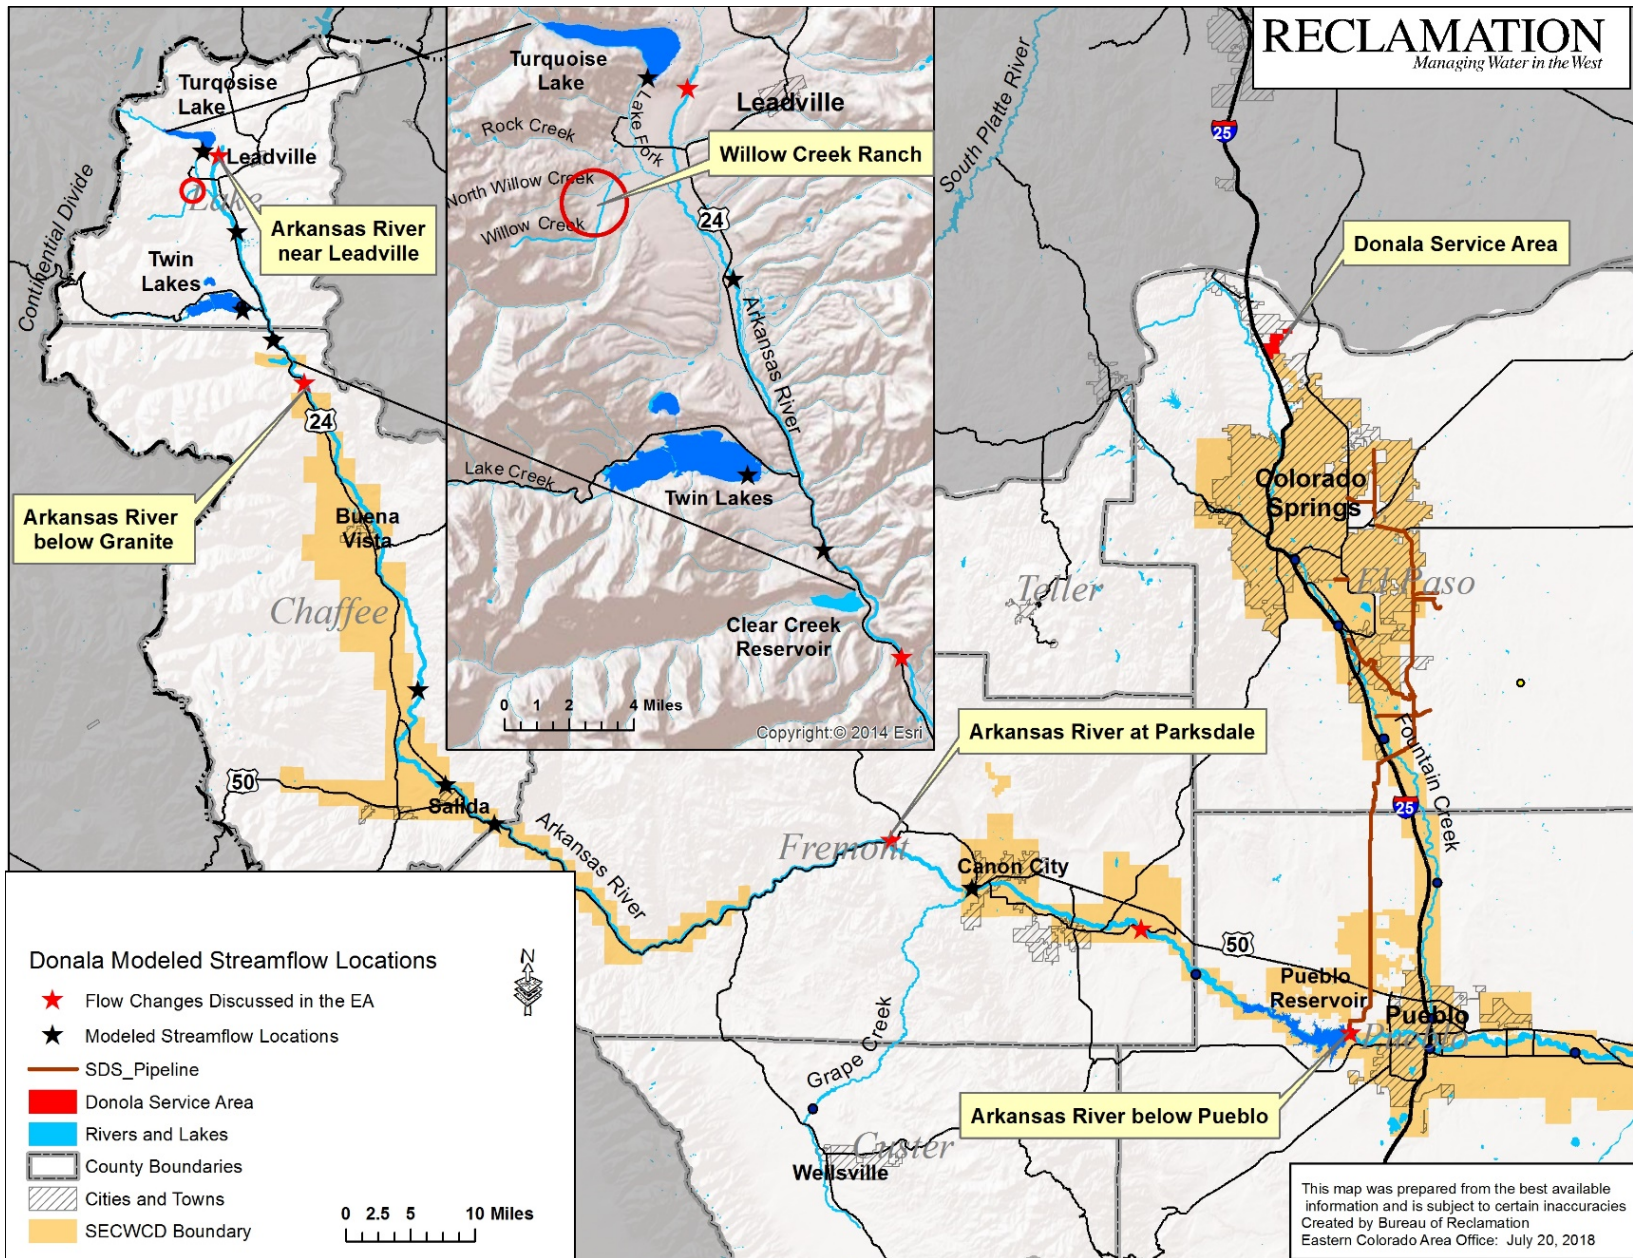 RECLAMATION
Managing Water in the West
Turqosise
Lake
Leadville
Lake
Continential Divide
Arkansas River
near Leadville
Twin
Lakes
24
Arkansas River
below Granite
Buena
Vista
Chaffee
50
Salida
Arkansas River
Turquoise
Lake
Leadville
Lake Fork
Rock Creek
Willow Creek Ranch
North Willow Creek
Willow Creek
24
Arkansas River
Lake Creek
Twin Lakes
Clear Creek
Reservoir
0 1 2 4 Miles
Copyright:© 2014 Esri
South Platte River
25
Donala Service Area
Colorado
Springs
Teller
El Paso
Fountain Creek
25
Arkansas River at Parksdale
Fremont
Canon City
50
Pueblo
Reservoir
Pueblo
Pueblo
Grape Creek
Arkansas River below Pueblo
Custer
Wellsville
Donala Modeled Streamflow Locations
N
Flow Changes Discussed in the EA
Modeled Streamflow Locations
SDS_Pipeline
Donola Service Area
Rivers and Lakes
County Boundaries
Cities and Towns
SECWCD Boundary
0 2.5 5 10 Miles
This map was prepared from the best available
information and is subject to certain inaccuracies
Created by Bureau of Reclamation
Eastern Colorado Area Office: July 20, 2018